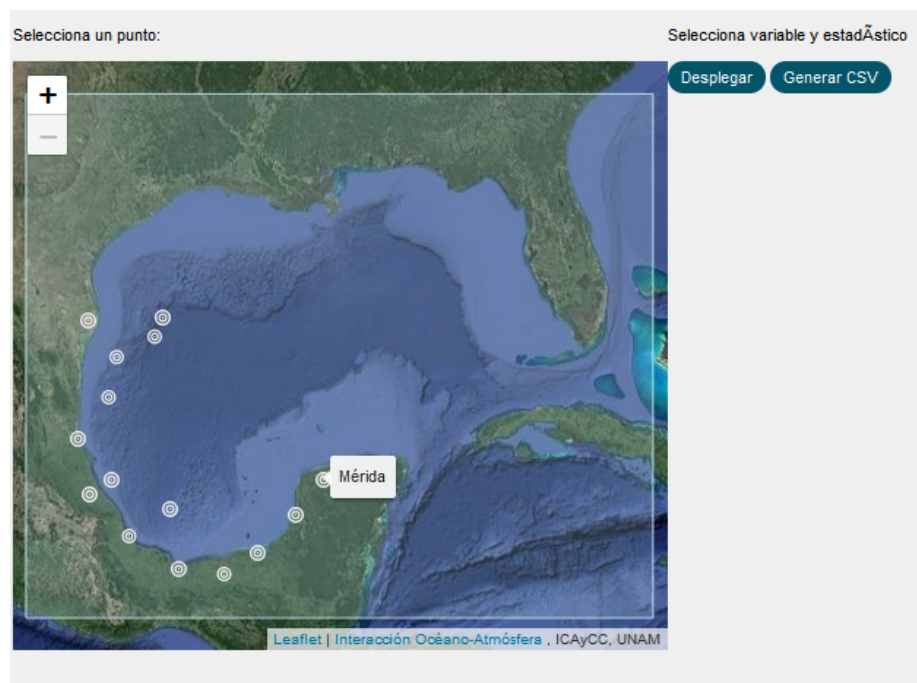 Selecciona un punto:
Selecciona variable y estadÃstico
Desplegar Generar CSV
+
−
Mérida
Leaflet | Interacción Océano-Atmósfera , ICAyCC, UNAM